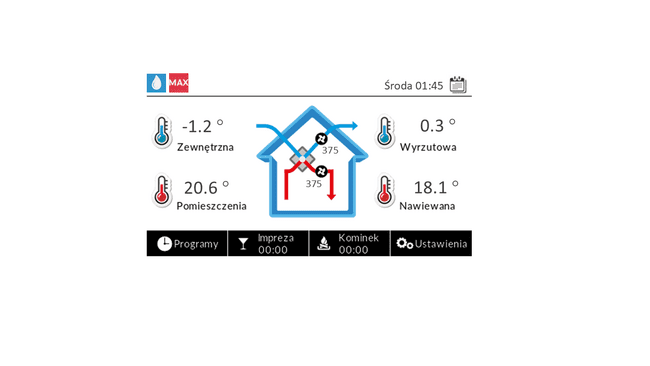 MAX
Środa 01:45
-1.2 °
Zewnętrzna
0.3 °
Wyrzutowa
375
375
20.6 °
Pomieszczenia
18.1 °
Nawiewana
Programy
Impreza
00:00
Kominek
00:00
Ustawienia